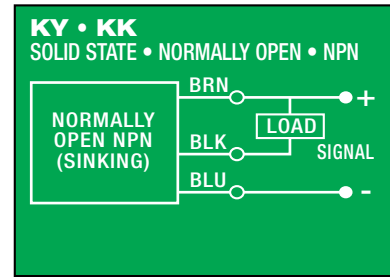 KY • KK
SOLID STATE • NORMALLY OPEN • NPN
BRN
+
NORMALLY
OPEN NPN
(SINKING)
LOAD
BLK
SIGNAL
BLU
-